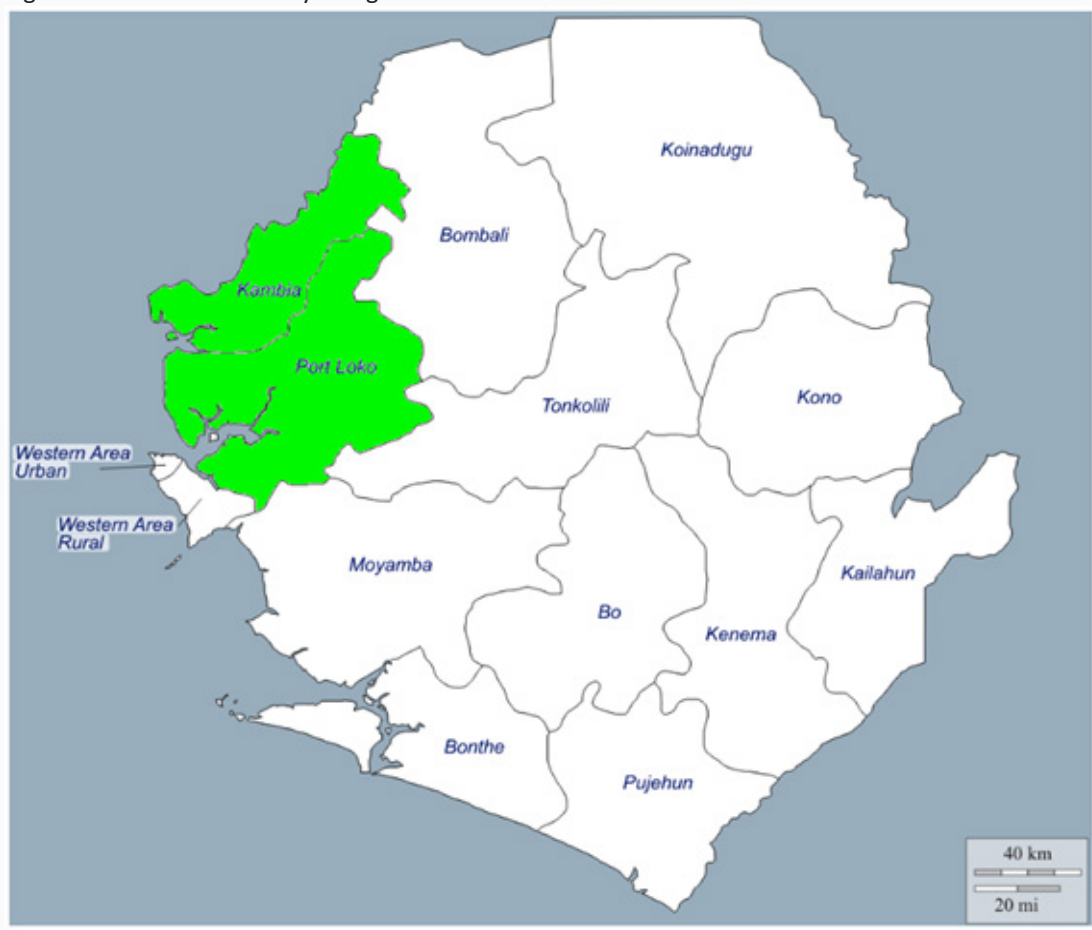 Koinadugu
Bombali
Kambia
Port Loko
Kono
Tonkolili
Western Area
Urban
Western Area
Rural
Moyamba
Kailahun
Bo
Kenema
Bonthe
Pujehun
40 km
20 mi